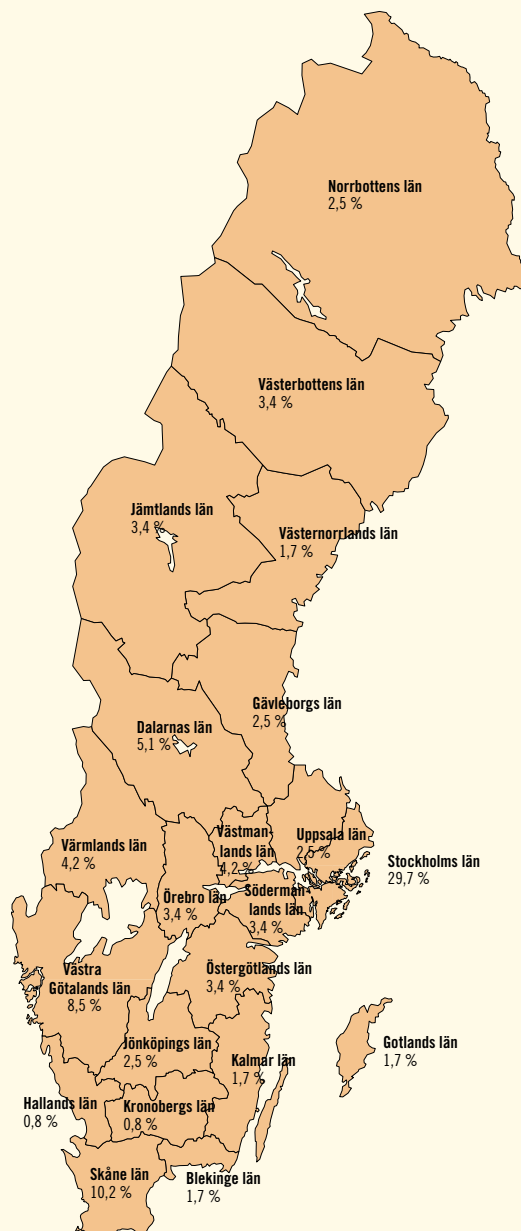 Norrbottens län
2,5 %
Västerbottens län
3,4 %
Jämtlands län
3,4 %
Västernorrlands län
1,7 %
Gävleborgs län
2,5 %
Dalarnas län
5,1 %
Värmlands län
4,2 %
Västman-
lands län
4,2 %
Uppsala län
2,5 %
Stockholms län
29,7 %
Örebro län
3,4 %
Söderman-
lands län
3,4 %
Västra
Götalands län
8,5 %
Östergötlands län
3,4 %
Jönköpings län
2,5 %
Kalmar län
1,7 %
Gotlands län
1,7 %
Hallands län
0,8 %
Kronobergs län
0,8 %
Skåne län
10,2 %
Blekinge län
1,7 %